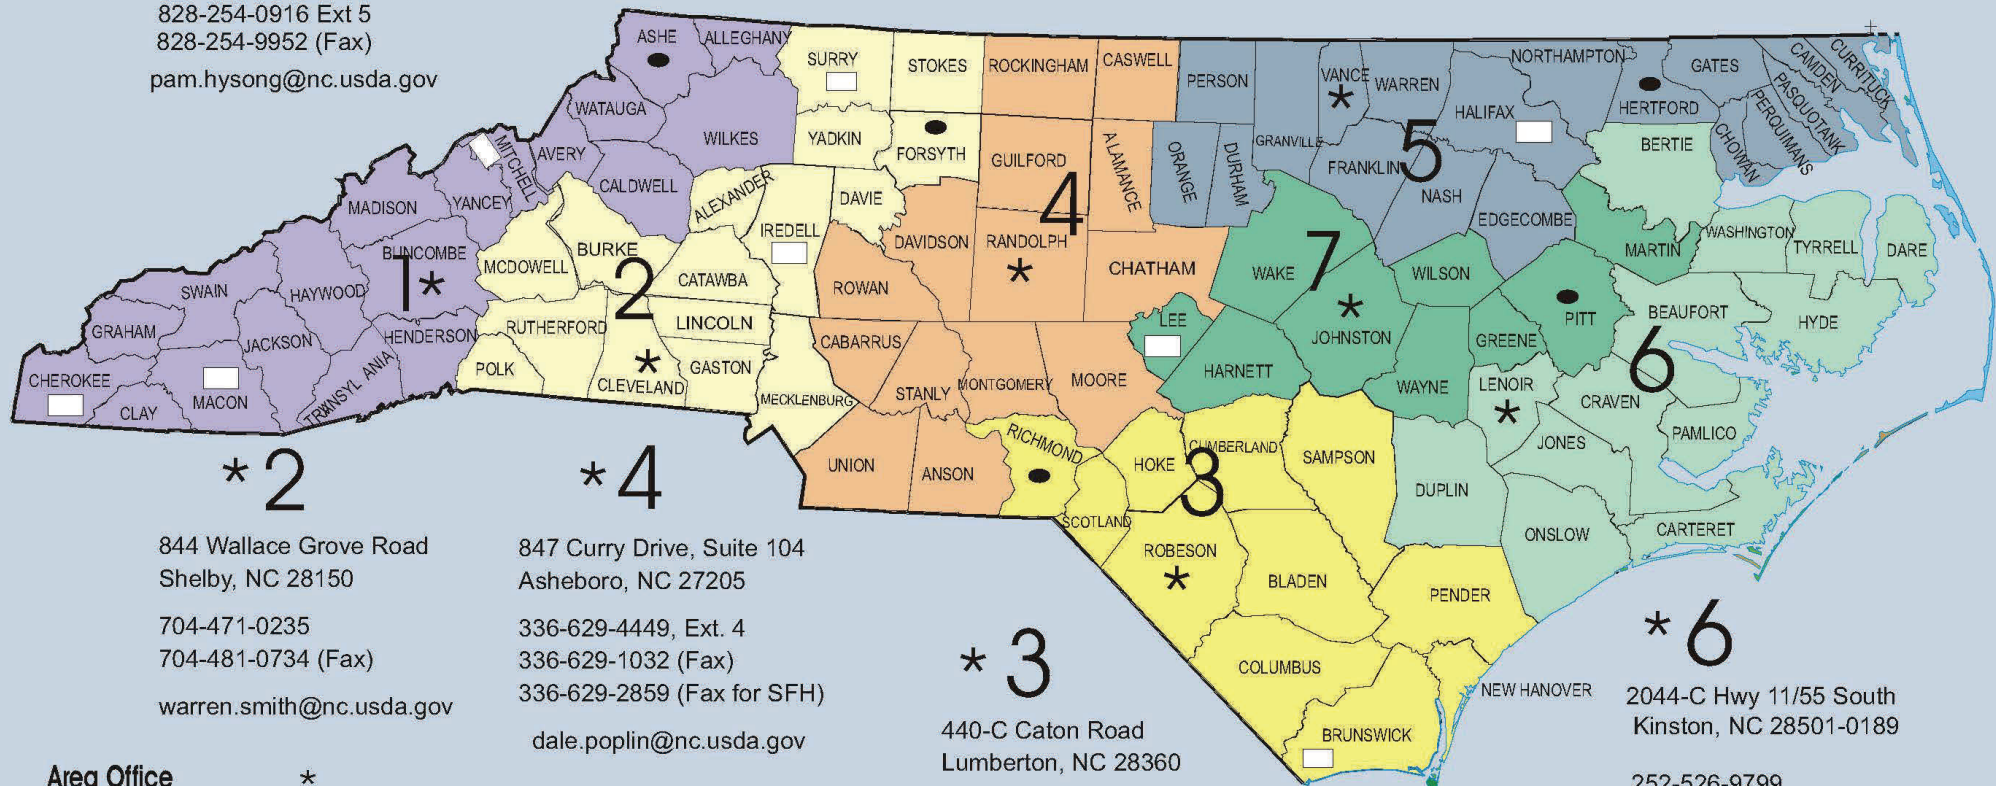 828-254-0916 Ext 5
828-254-9952 (Fax)
pam.hysong@nc.usda.gov
ASHE
ALLEGHANY
SURRY
STOKES
ROCKINGHAM
CASWELL
PERSON
VANCE
*
WARREN
NORTHAMPTON
GATES
CAMDEN
CURRITUCK
WATAUGA
WILKES
YADKIN
FORSYTH
GUILFORD
ALAMANCE
ORANGE
DURHAM
GRANVILLE
FRANKLIN
5
HALIFAX
HERTFORD
BERTIE
CHOWAN
PERQUIMANS
PASQUOTANK
MITCHELL
AVERY
CALDWELL
ALEXANDER
IREDELL
DAVIE
4
NASH
EDGECOMBE
MADISON
YANCEY
BUNCOMBE
1*
MCDOWELL
BURKE
2
CATAWBA
DAVIDSON
RANDOLPH
*
CHATHAM
WAKE
7
WILSON
MARTIN
WASHINGTON
TYRRELL
DARE
SWAIN
HAYWOOD
ROWAN
*
JOHNSTON
PITT
BEAUFORT
HYDE
GRAHAM
JACKSON
HENDERSON
RUTHERFORD
LINCOLN
CABARRUS
LEE
GREENE
6
CHEROKEE
CLAY
MACON
TRANSYLVANIA
POLK
*
CLEVELAND
GASTON
MECKLENBURG
STANLY
MONTGOMERY
MOORE
HARNETT
WAYNE
LENOIR
*
CRAVEN
PAMLICO
JONES
UNION
ANSON
RICHMOND
HOKE
CUMBERLAND
3
SAMPSON
DUPLIN
SCOTLAND
ROBESON
*
BLADEN
PENDER
ONSLOW
CARTERET
COLUMBUS
NEW HANOVER
BRUNSWICK
*2
844 Wallace Grove Road
Shelby, NC 28150
704-471-0235
704-481-0734 (Fax)
warren.smith@nc.usda.gov
*4
847 Curry Drive, Suite 104
Asheboro, NC 27205
336-629-4449, Ext. 4
336-629-1032 (Fax)
336-629-2859 (Fax for SFH)
dale.poplin@nc.usda.gov
*3
440-C Caton Road
Lumberton, NC 28360
*6
2044-C Hwy 11/55 South
Kinston, NC 28501-0189
252-526-9799
Area Office *